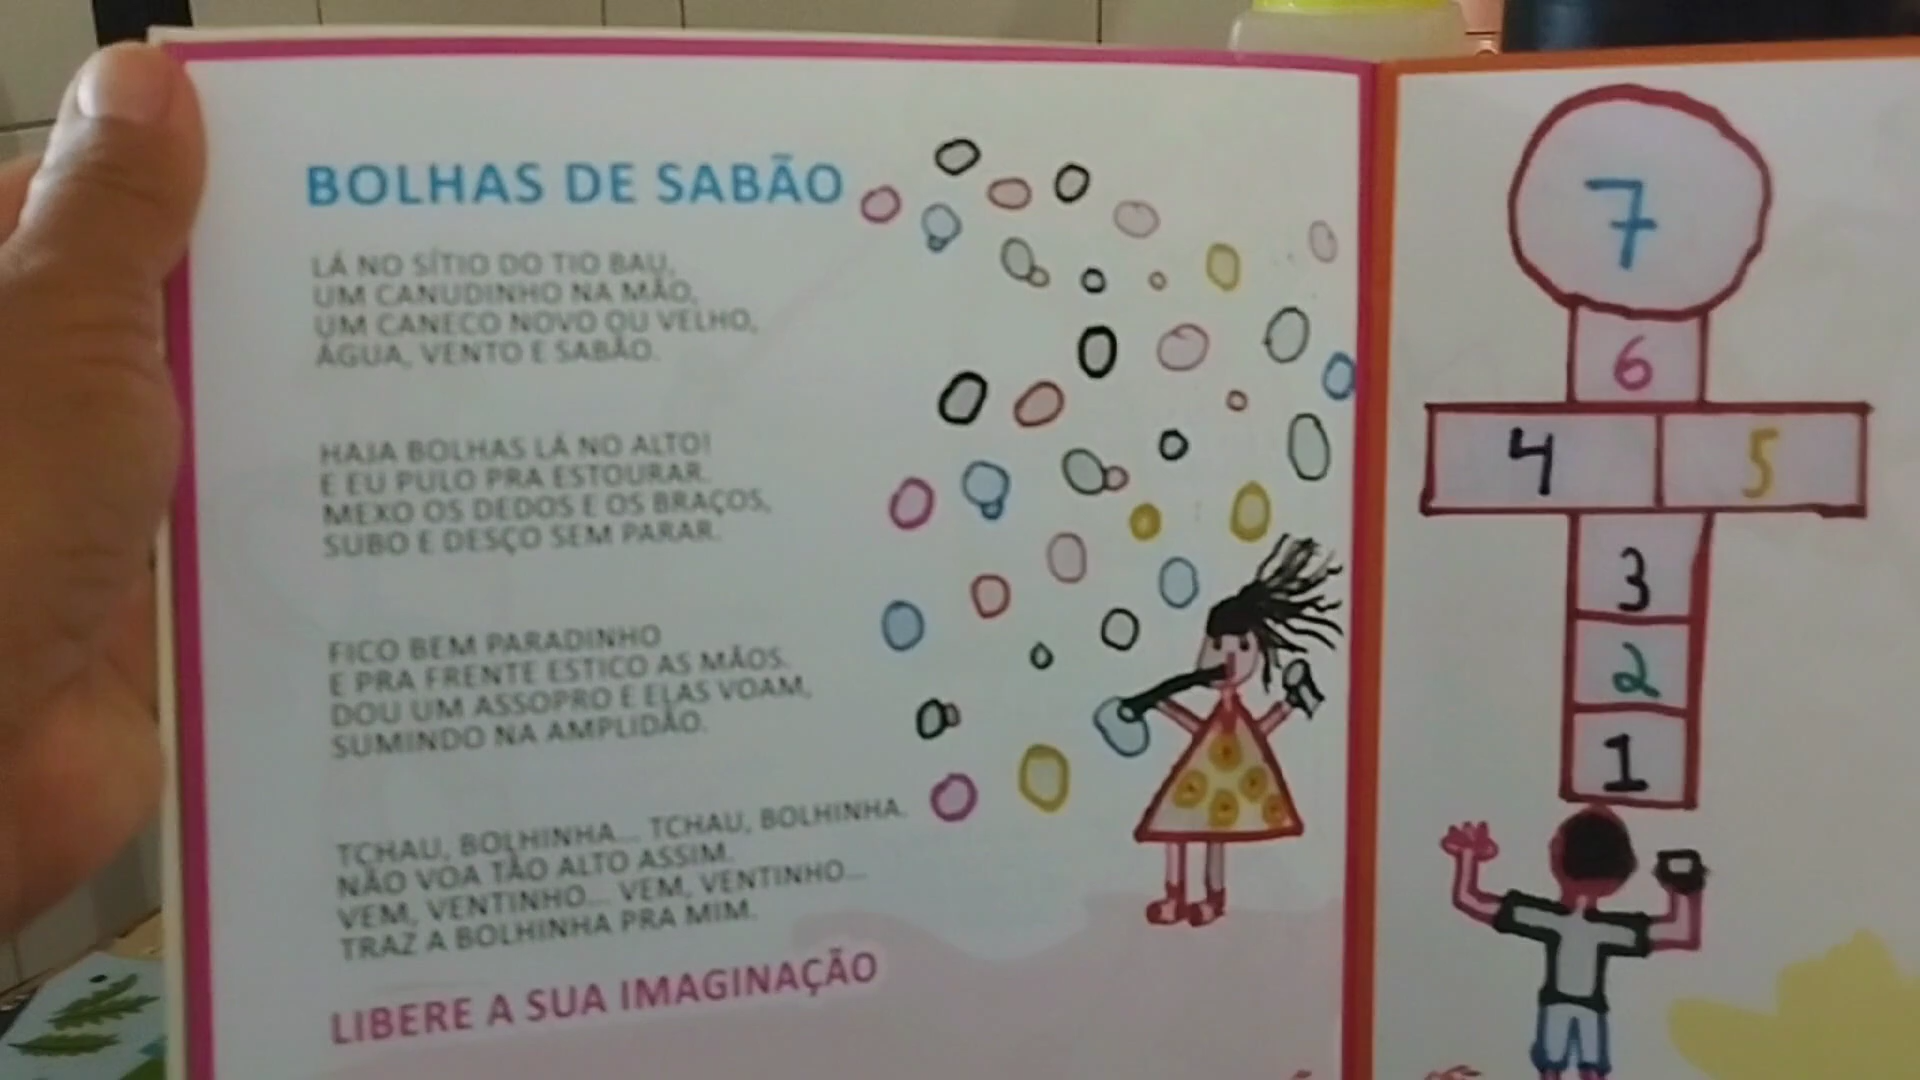 BOLHAS DE SABÃO
LÁ NO SÍTIO DO TIO BAU,
UM CANUDINHO NA MÃO,
UM CANECO NOVO OU VELHO,
ÁGUA, VENTO E SABÃO.
HAJA BOLHAS LÁ NO ALTO!
E EU PULO PRA ESTOURAR.
MEXO OS DEDOS E OS BRAÇOS,
SUBO E DESÇO SEM PARAR.
FICO BEM PARADINHO
E PRA FRENTE ESTICO AS MÃOS.
DOU UM ASSOPRO E ELAS VOAM,
SUMINDO NA AMPLIDÃO.
TCHAU, BOLHINHA... TCHAU, BOLHINHA.
NÃO VOA TÃO ALTO ASSIM.
VEM, VENTINHO... VEM, VENTINHO...
TRAZ A BOLHINHA PRA MIM.
LIBERE A SUA IMAGINAÇÃO
7
6
4 5
3
2
1